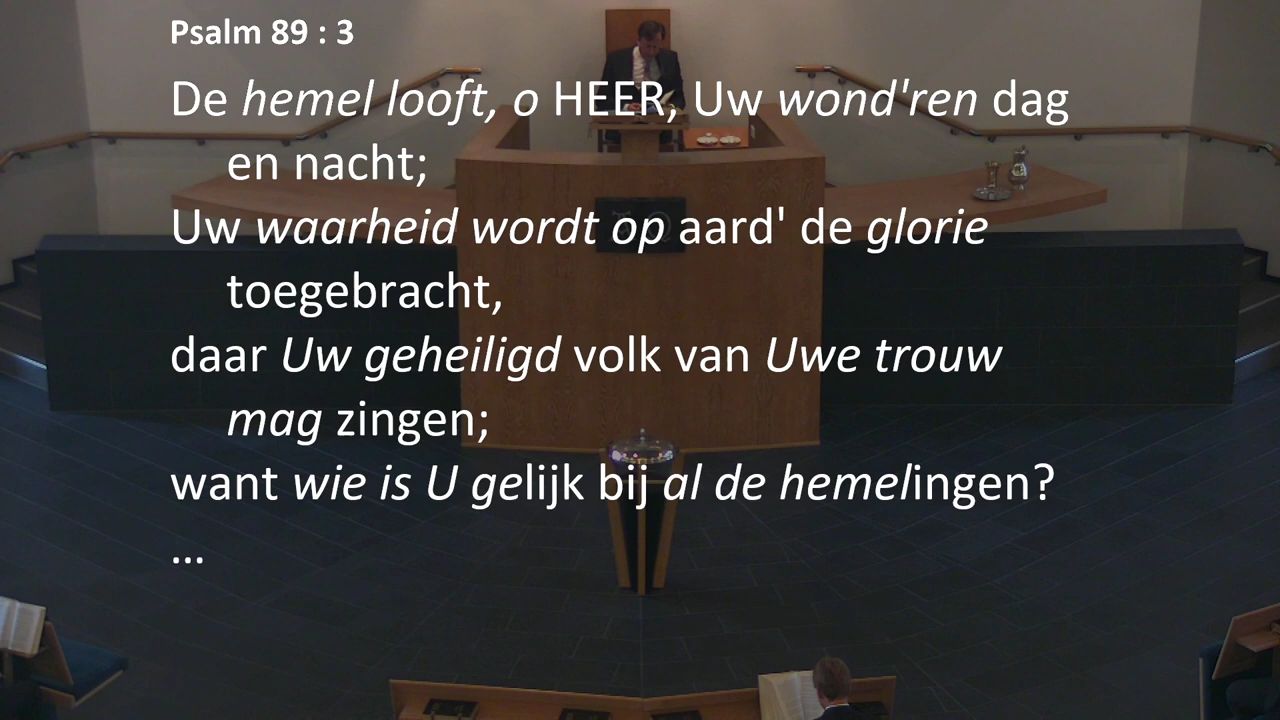 Psalm 89 : 3
De hemel looft, o HEER, Uw wond'ren dag
en nacht;
Uw waarheid wordt op aard' de glorie
toegebracht,
daar Uw geheiligd volk van Uwe trouw
mag zingen;
want wie is U gelijk bij al de hemelingen?
...